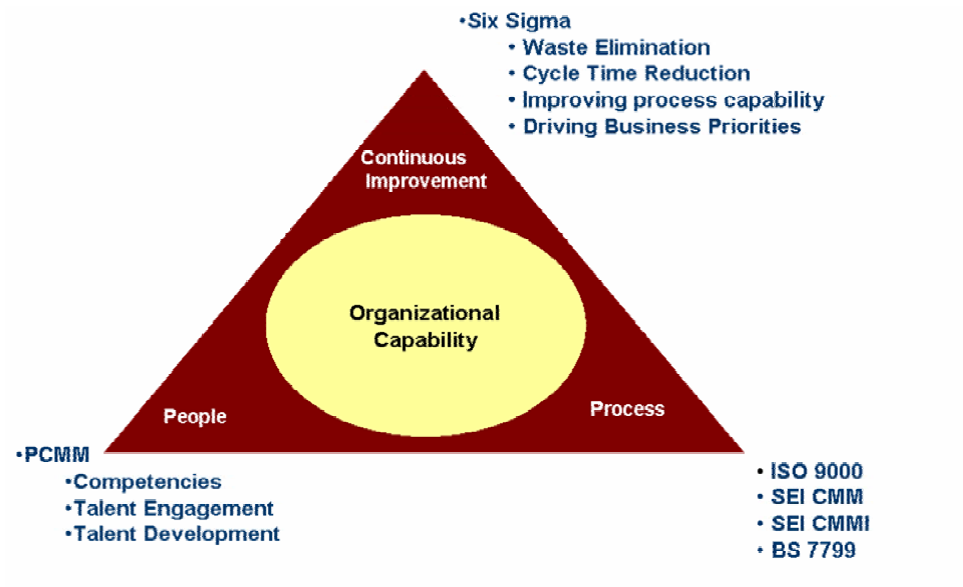 •Six Sigma
• Waste Elimination
• Cycle Time Reduction
• Improving process capability
• Driving Business Priorities
Continuous
Improvement
Organizational
Capability
People
Process
•PCMM
•Competencies
•Talent Engagement
•Talent Development
• ISO 9000
• SEI CMM
• SEI CMMI
• BS 7799